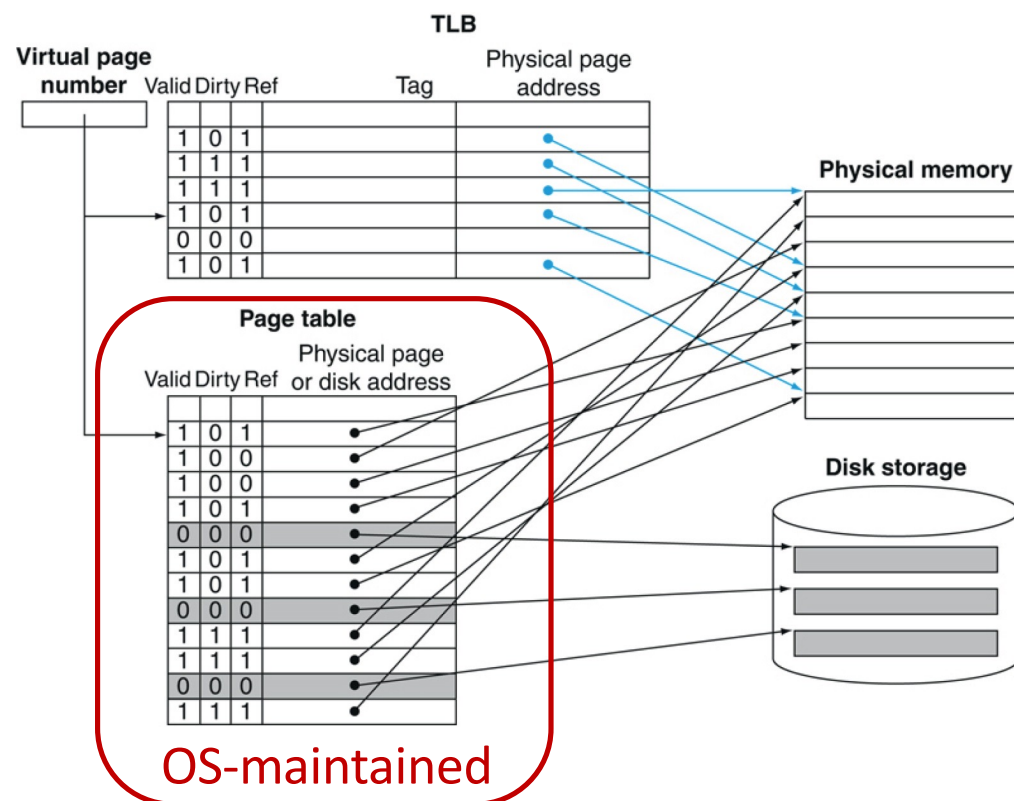 TLB
Virtual page
number
Valid Dirty Ref
Tag
Physical page
address
1 0 1
1 1 1
1 1 1
1 0 1
0 0 0
1 0 1
Physical memory
Page table
Physical page
or disk address
Valid Dirty Ref
1 0 1
1 0 0
1 0 0
1 0 1
0 0 0
1 0 1
1 0 1
0 0 0
1 1 1
1 1 1
0 0 0
1 1 1
Disk storage
OS-maintained